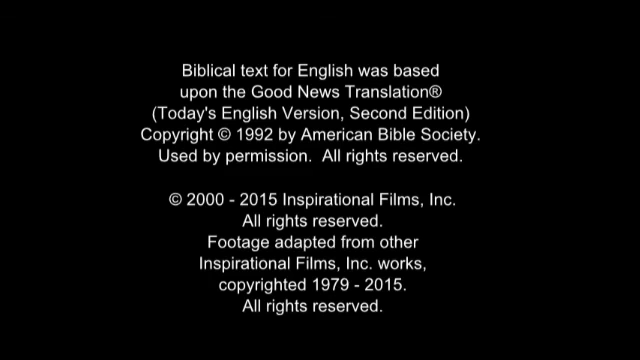 Biblical text for English was based
upon the Good News Translation®
(Today's English Version, Second Edition)
Copyright © 1992 by American Bible Society.
Used by permission.  All rights reserved.
© 2000 - 2015 Inspirational Films, Inc.
All rights reserved.
Footage adapted from other
Inspirational Films, Inc. works,
copyrighted 1979 - 2015.
All rights reserved.